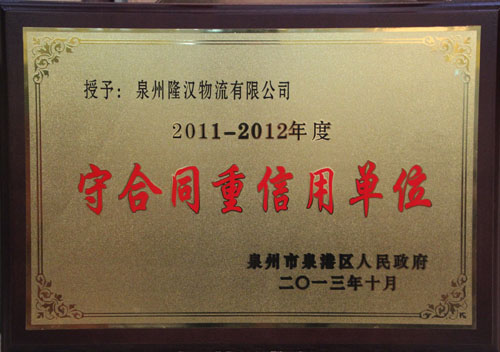 授予：泉州隆汉物流有限公司
2011-2012年度
守合同重信用单位
泉州市泉港区人民政府
二〇一三年十月